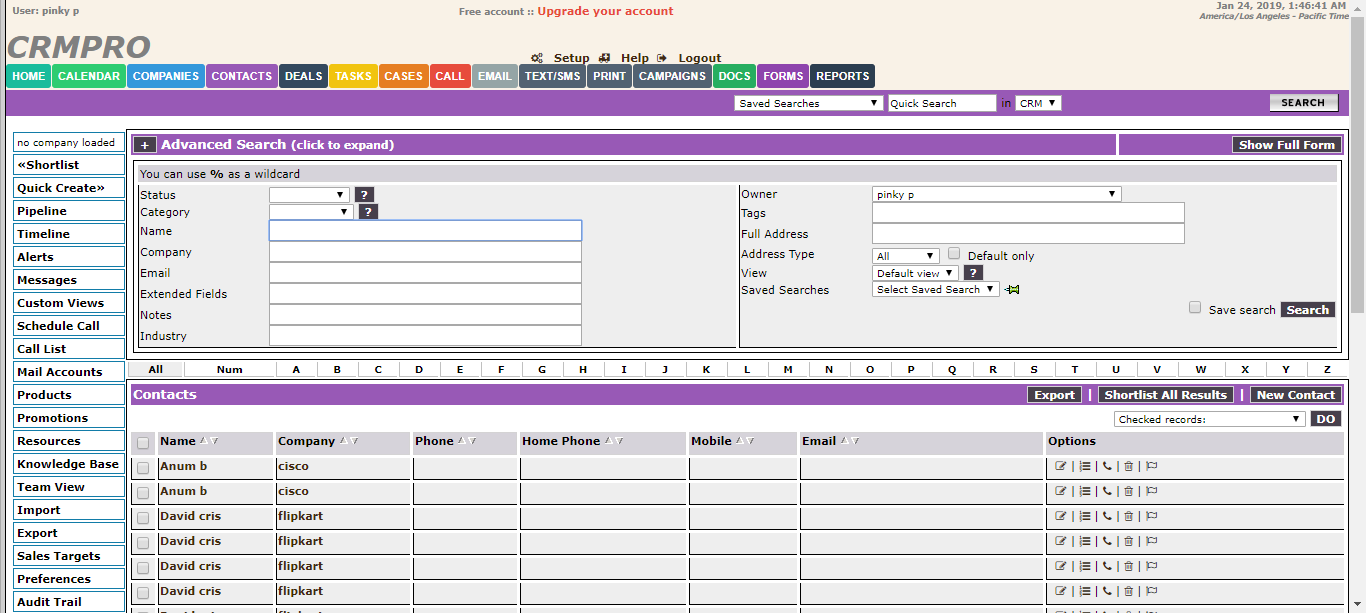 User: pinky p
Free account :: Upgrade your account
Jan 24, 2019, 1:46:41 AM
America/Los Angeles - Pacific Time
CRMPRO
Setup Help Logout
HOME CALENDAR COMPANIES CONTACTS DEALS TASKS CASES CALL EMAIL TEXT/SMS PRINT CAMPAIGNS DOCS FORMS REPORTS
Saved Searches Quick Search in CRM SEARCH
no company loaded
«Shortlist
Quick Create»
Pipeline
Timeline
Alerts
Messages
Custom Views
Schedule Call
Call List
Mail Accounts
Products
Promotions
Resources
Knowledge Base
Team View
Import
Export
Sales Targets
Preferences
Audit Trail
+ Advanced Search (click to expand) Show Full Form
You can use % as a wildcard
Status ?
Category ?
Name
Company
Email
Extended Fields
Notes
Industry
Owner pinky p
Tags
Full Address
Address Type All Default only
View Default view ?
Saved Searches Select Saved Search
Save search Search
All Num A B C D E F G H I J K L M N O P Q R S T U V W X Y Z
Contacts Export | Shortlist All Results | New Contact
Checked records: DO
Name Company Phone Home Phone Mobile Email Options
Anum b cisco | | | |
Anum b cisco | | | |
David cris flipkart | | | |
David cris flipkart | | | |
David cris flipkart | | | |
David cris flipkart | | | |